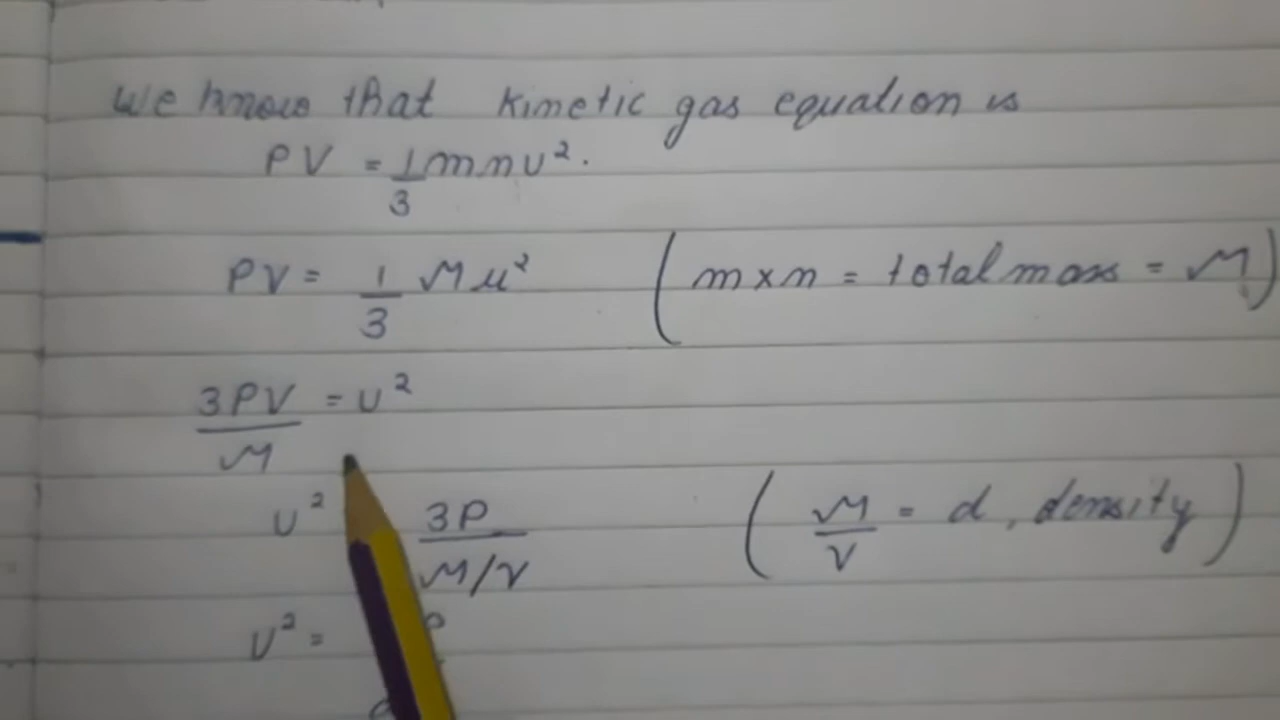 We know that kinetic gas equation is
PV = 1/3 mnu².
PV = 1/3 Mu² (m×n = total mass = M)
3PV/M = u²
u² 3P/M/V (M/V = d, density)
u² =